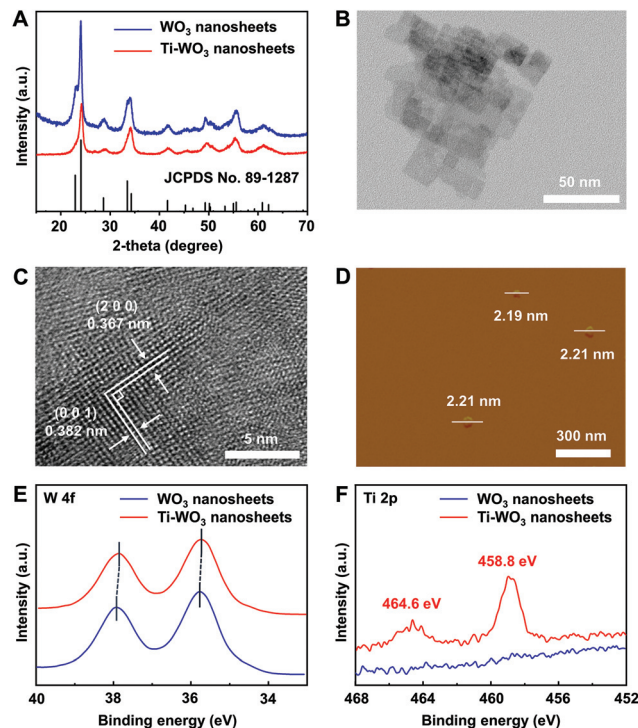 A
WO₃ nanosheets
Ti-WO₃ nanosheets
Intensity (a.u.)
JCPDS No. 89-1287
20 30 40 50 60 70
2-theta (degree)
B
50 nm
C
(2 0 0)
0.367 nm
(0 0 1)
0.382 nm
5 nm
D
2.19 nm
2.21 nm
2.21 nm
300 nm
E
W 4f
WO₃ nanosheets
Ti-WO₃ nanosheets
Intensity (a.u.)
40 38 36 34
Binding energy (eV)
F
Ti 2p
WO₃ nanosheets
Ti-WO₃ nanosheets
458.8 eV
464.6 eV
Intensity (a.u.)
468 464 460 456 452
Binding energy (eV)